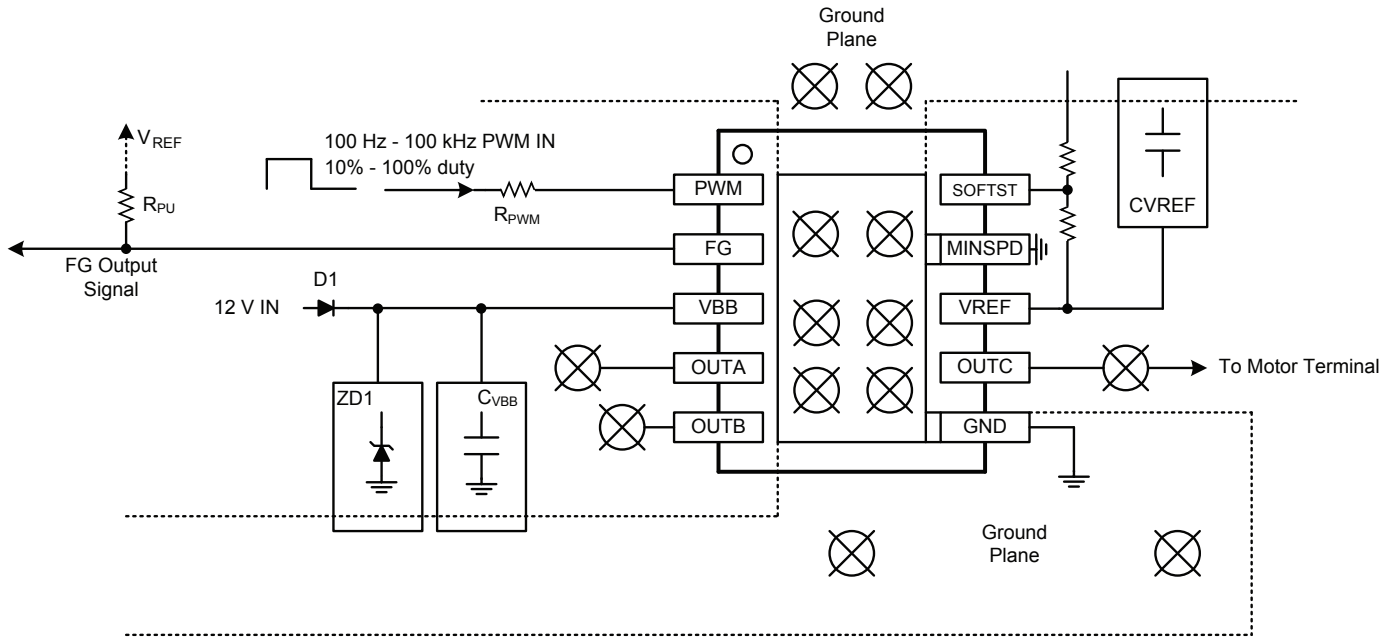 Ground
Plane
V_REF
100 Hz - 100 kHz PWM IN
10% - 100% duty
R_PU
R_PWM
PWM
SOFTST
CVREF
FG
MINSPD
FG Output
Signal
D1
12 V IN
VBB
VREF
OUTA
OUTC
To Motor Terminal
ZD1
C_VBB
OUTB
GND
Ground
Plane